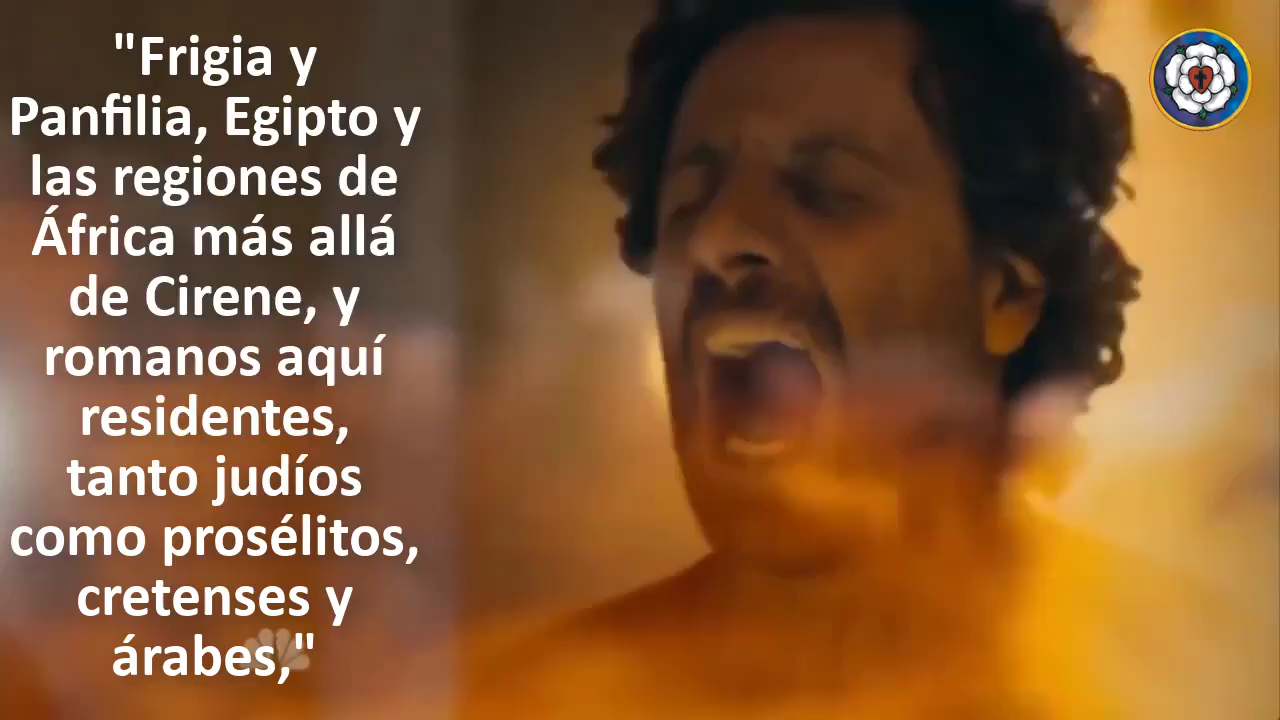 "Frigia y
Panfilia, Egipto y
las regiones de
África más allá
de Cirene, y
romanos aquí
residentes,
tanto judíos
como prosélitos,
cretenses y
árabes,"